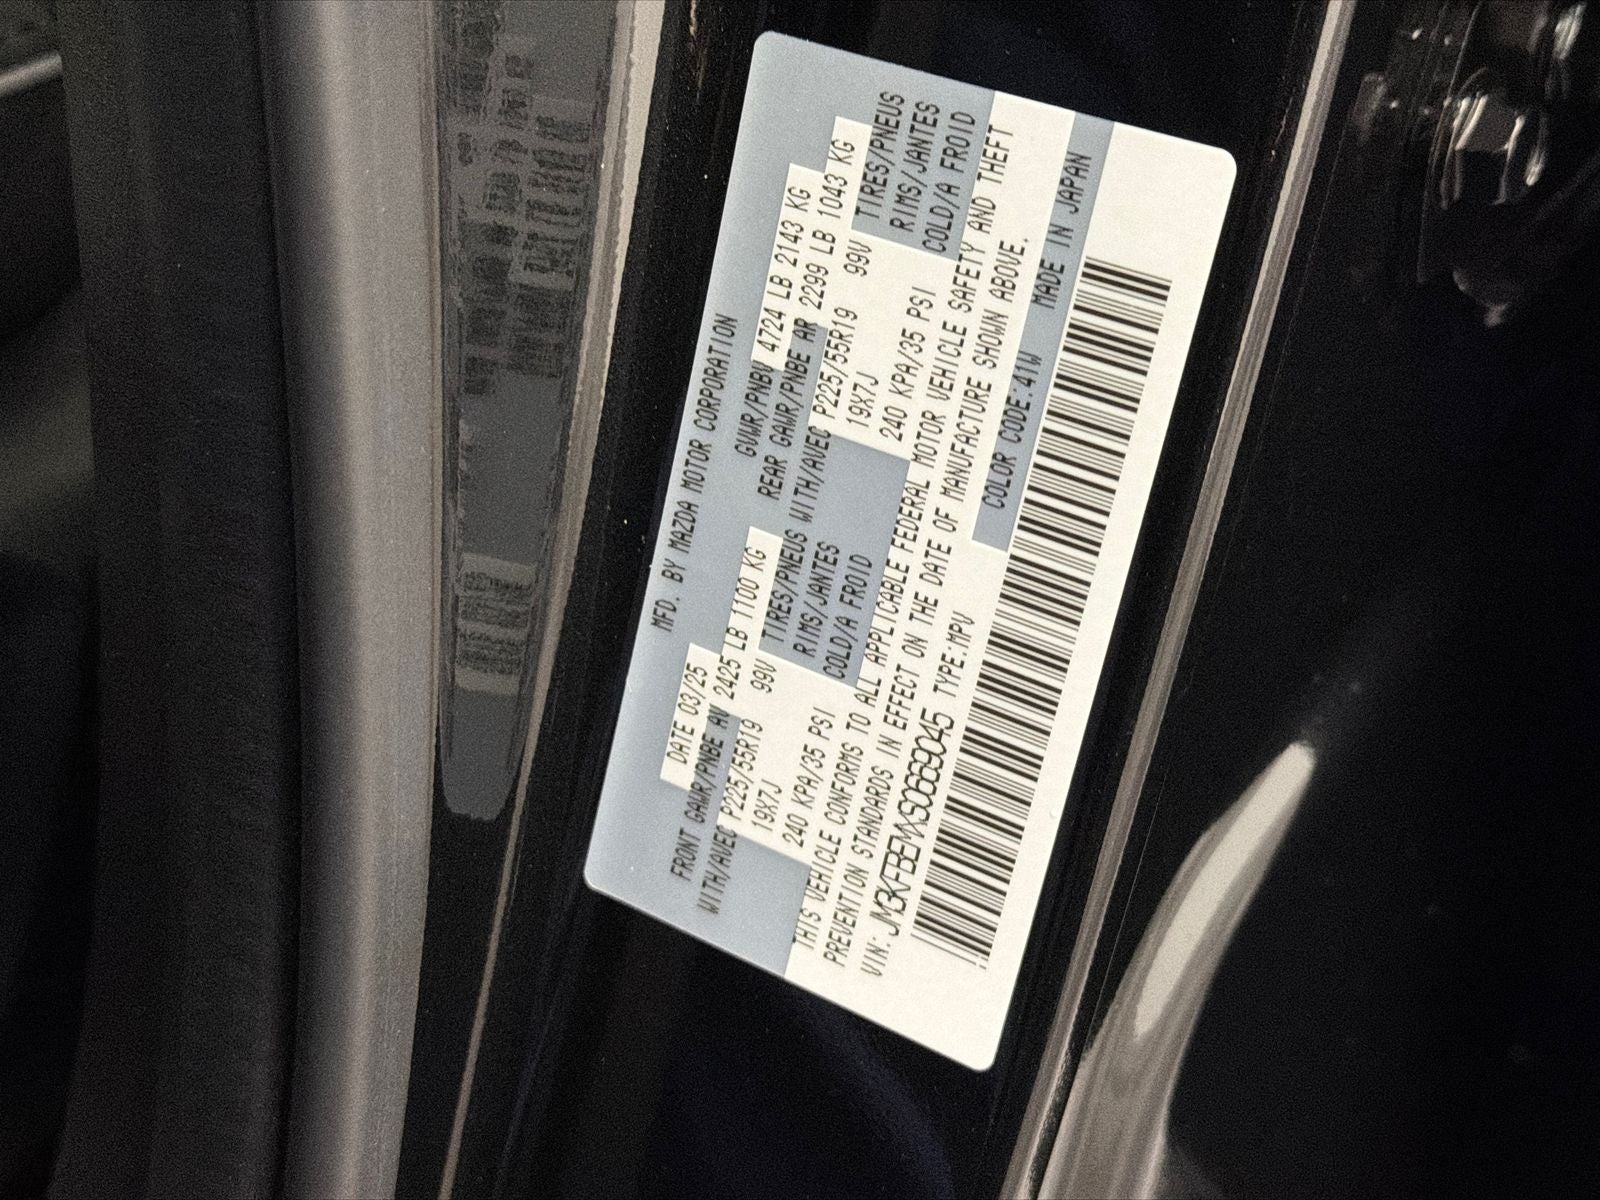 MFD. BY MAZDA MOTOR CORPORATION
DATE 03/25 GVWR/PNBV 4724 LB 2143 KG
FRONT GAWR/PNBE AV 2425 LB 1100 KG REAR GAWR/PNBE AR 2299 LB 1043 KG
WITH/AVEC P225/55R19 99V TIRES/PNEUS WITH/AVEC P225/55R19 99V TIRES/PNEUS
19X7J RIMS/JANTES 19X7J RIMS/JANTES
240 KPA/35 PSI COLD/A FROID 240 KPA/35 PSI COLD/A FROID
THIS VEHICLE CONFORMS TO ALL APPLICABLE FEDERAL MOTOR VEHICLE SAFETY AND THEFT
PREVENTION STANDARDS IN EFFECT ON THE DATE OF MANUFACTURE SHOWN ABOVE.
VIN: JM3KFBEMXS0669045 TYPE:MPV COLOR CODE:41W MADE IN JAPAN